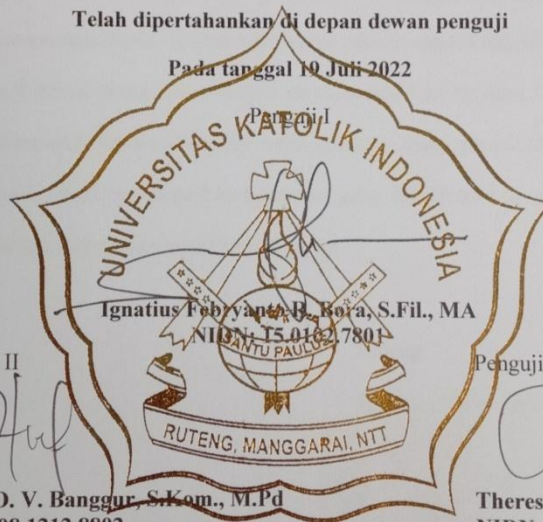 Telah dipertahankan di depan dewan penguji
Pada tanggal 19 Juli 2022
Penguji I
UNIVERSITAS KATOLIK INDONESIA
Ignatius Febryanto B. Bora, S.Fil., MA
SANTU PAULUS
II
Penguji
RUTENG, MANGGARAI, NTT
D. V. Banggur, S.Kom., M.Pd
Theres